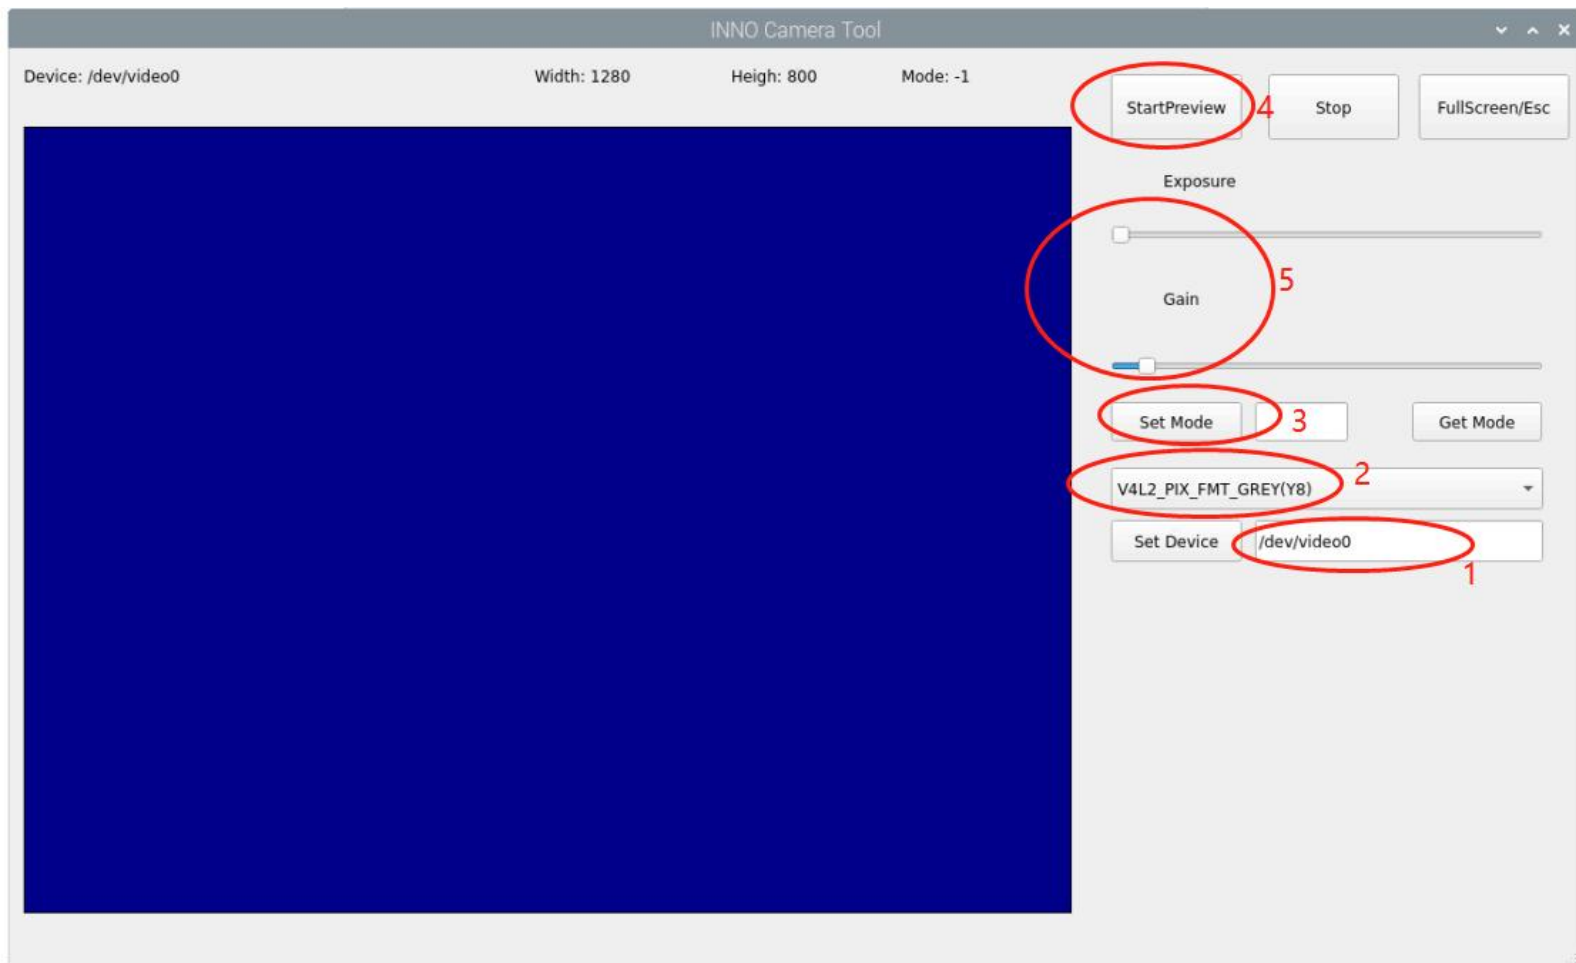 INNO Camera Tool
Device: /dev/video0 Width: 1280 Heigh: 800 Mode: -1
StartPreview 4 Stop FullScreen/Esc
Exposure
5
Gain
Set Mode 3 Get Mode
V4L2_PIX_FMT_GREY(Y8) 2
Set Device /dev/video0
1